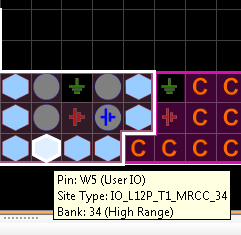 C C
C C
C C C C
Pin: W5 (User IO)
Site Type: IO_L12P_T1_MRCC_34
Bank: 34 (High Range)